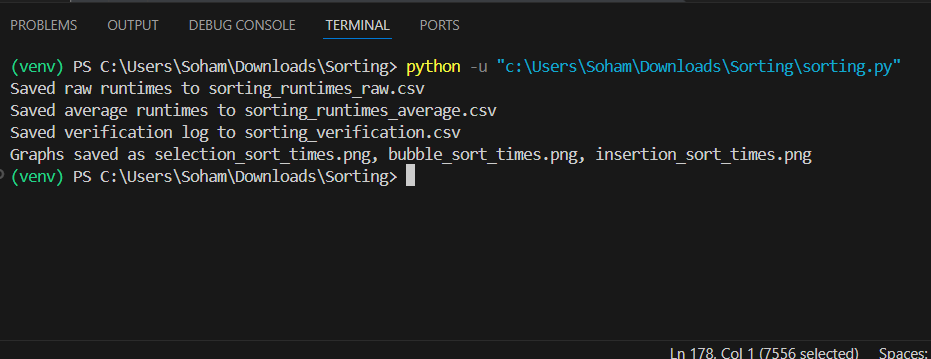 PROBLEMS OUTPUT DEBUG CONSOLE TERMINAL PORTS
(venv) PS C:\Users\Soham\Downloads\Sorting> python -u "c:\Users\Soham\Downloads\Sorting\sorting.py"
Saved raw runtimes to sorting_runtimes_raw.csv
Saved average runtimes to sorting_runtimes_average.csv
Saved verification log to sorting_verification.csv
Graphs saved as selection_sort_times.png, bubble_sort_times.png, insertion_sort_times.png
(venv) PS C:\Users\Soham\Downloads\Sorting>
Ln 178, Col 1 (7556 selected) Spaces: